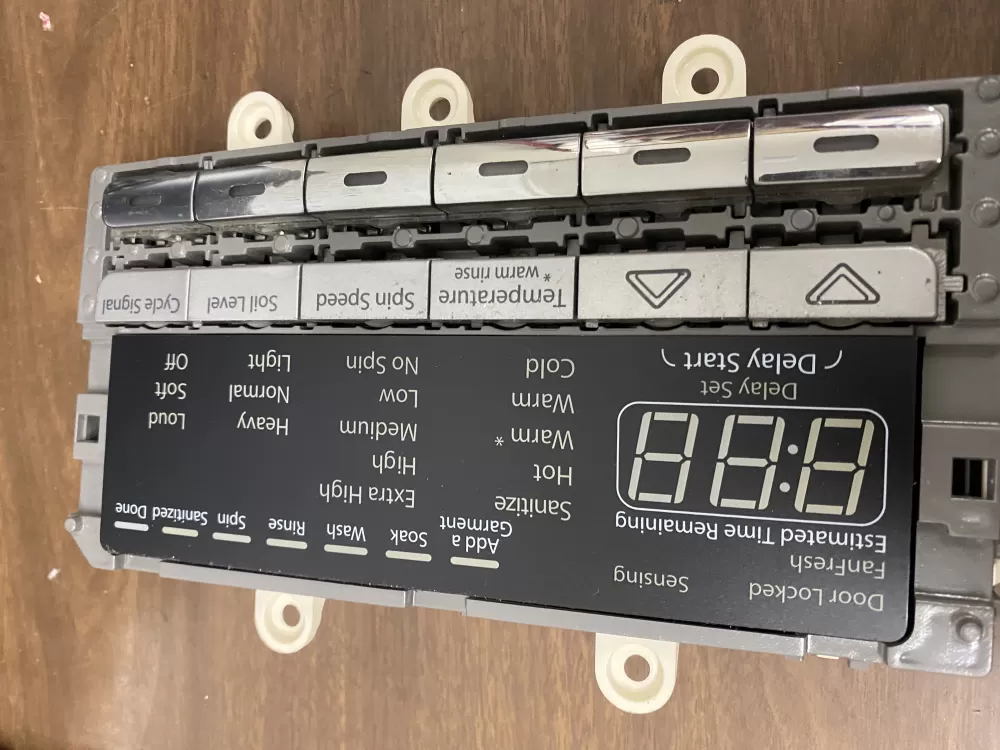 Door Locked
Sensing
FanFresh
Estimated Time Remaining
8:88
Delay Set
Delay Start
Add a
Garment
Soak
Wash
Rinse
Spin
Sanitized
Done
Sanitize
Hot
Warm *
Warm
Cold
Extra High
High
Medium
Low
No Spin
Heavy
Normal
Light
Loud
Soft
Off
Temperature
* warm rinse
Spin Speed
Soil Level
Cycle Signal